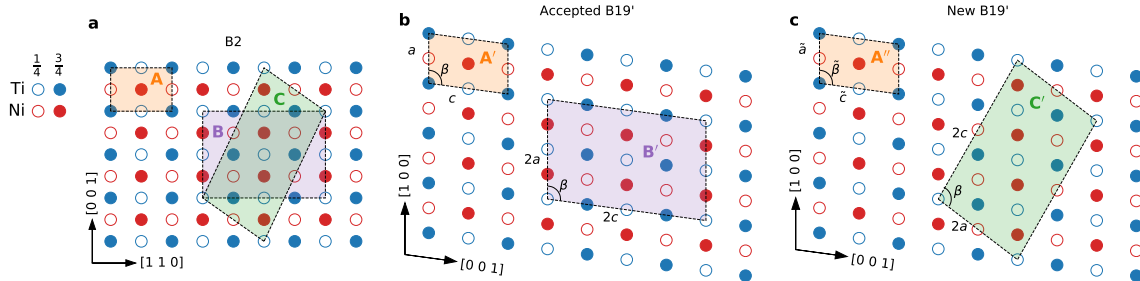 a
B2
1/4 3/4
Ti
Ni
A
B
C
[0 0 1]
[1 1 0]
b
Accepted B19'
a
β
c
A′
2a
β
2c
B′
[1 0 0]
[0 0 1]
c
New B19'
ã
β̃
c̃
A′′
2c
β
2a
C′
[1 0 0]
[0 0 1]